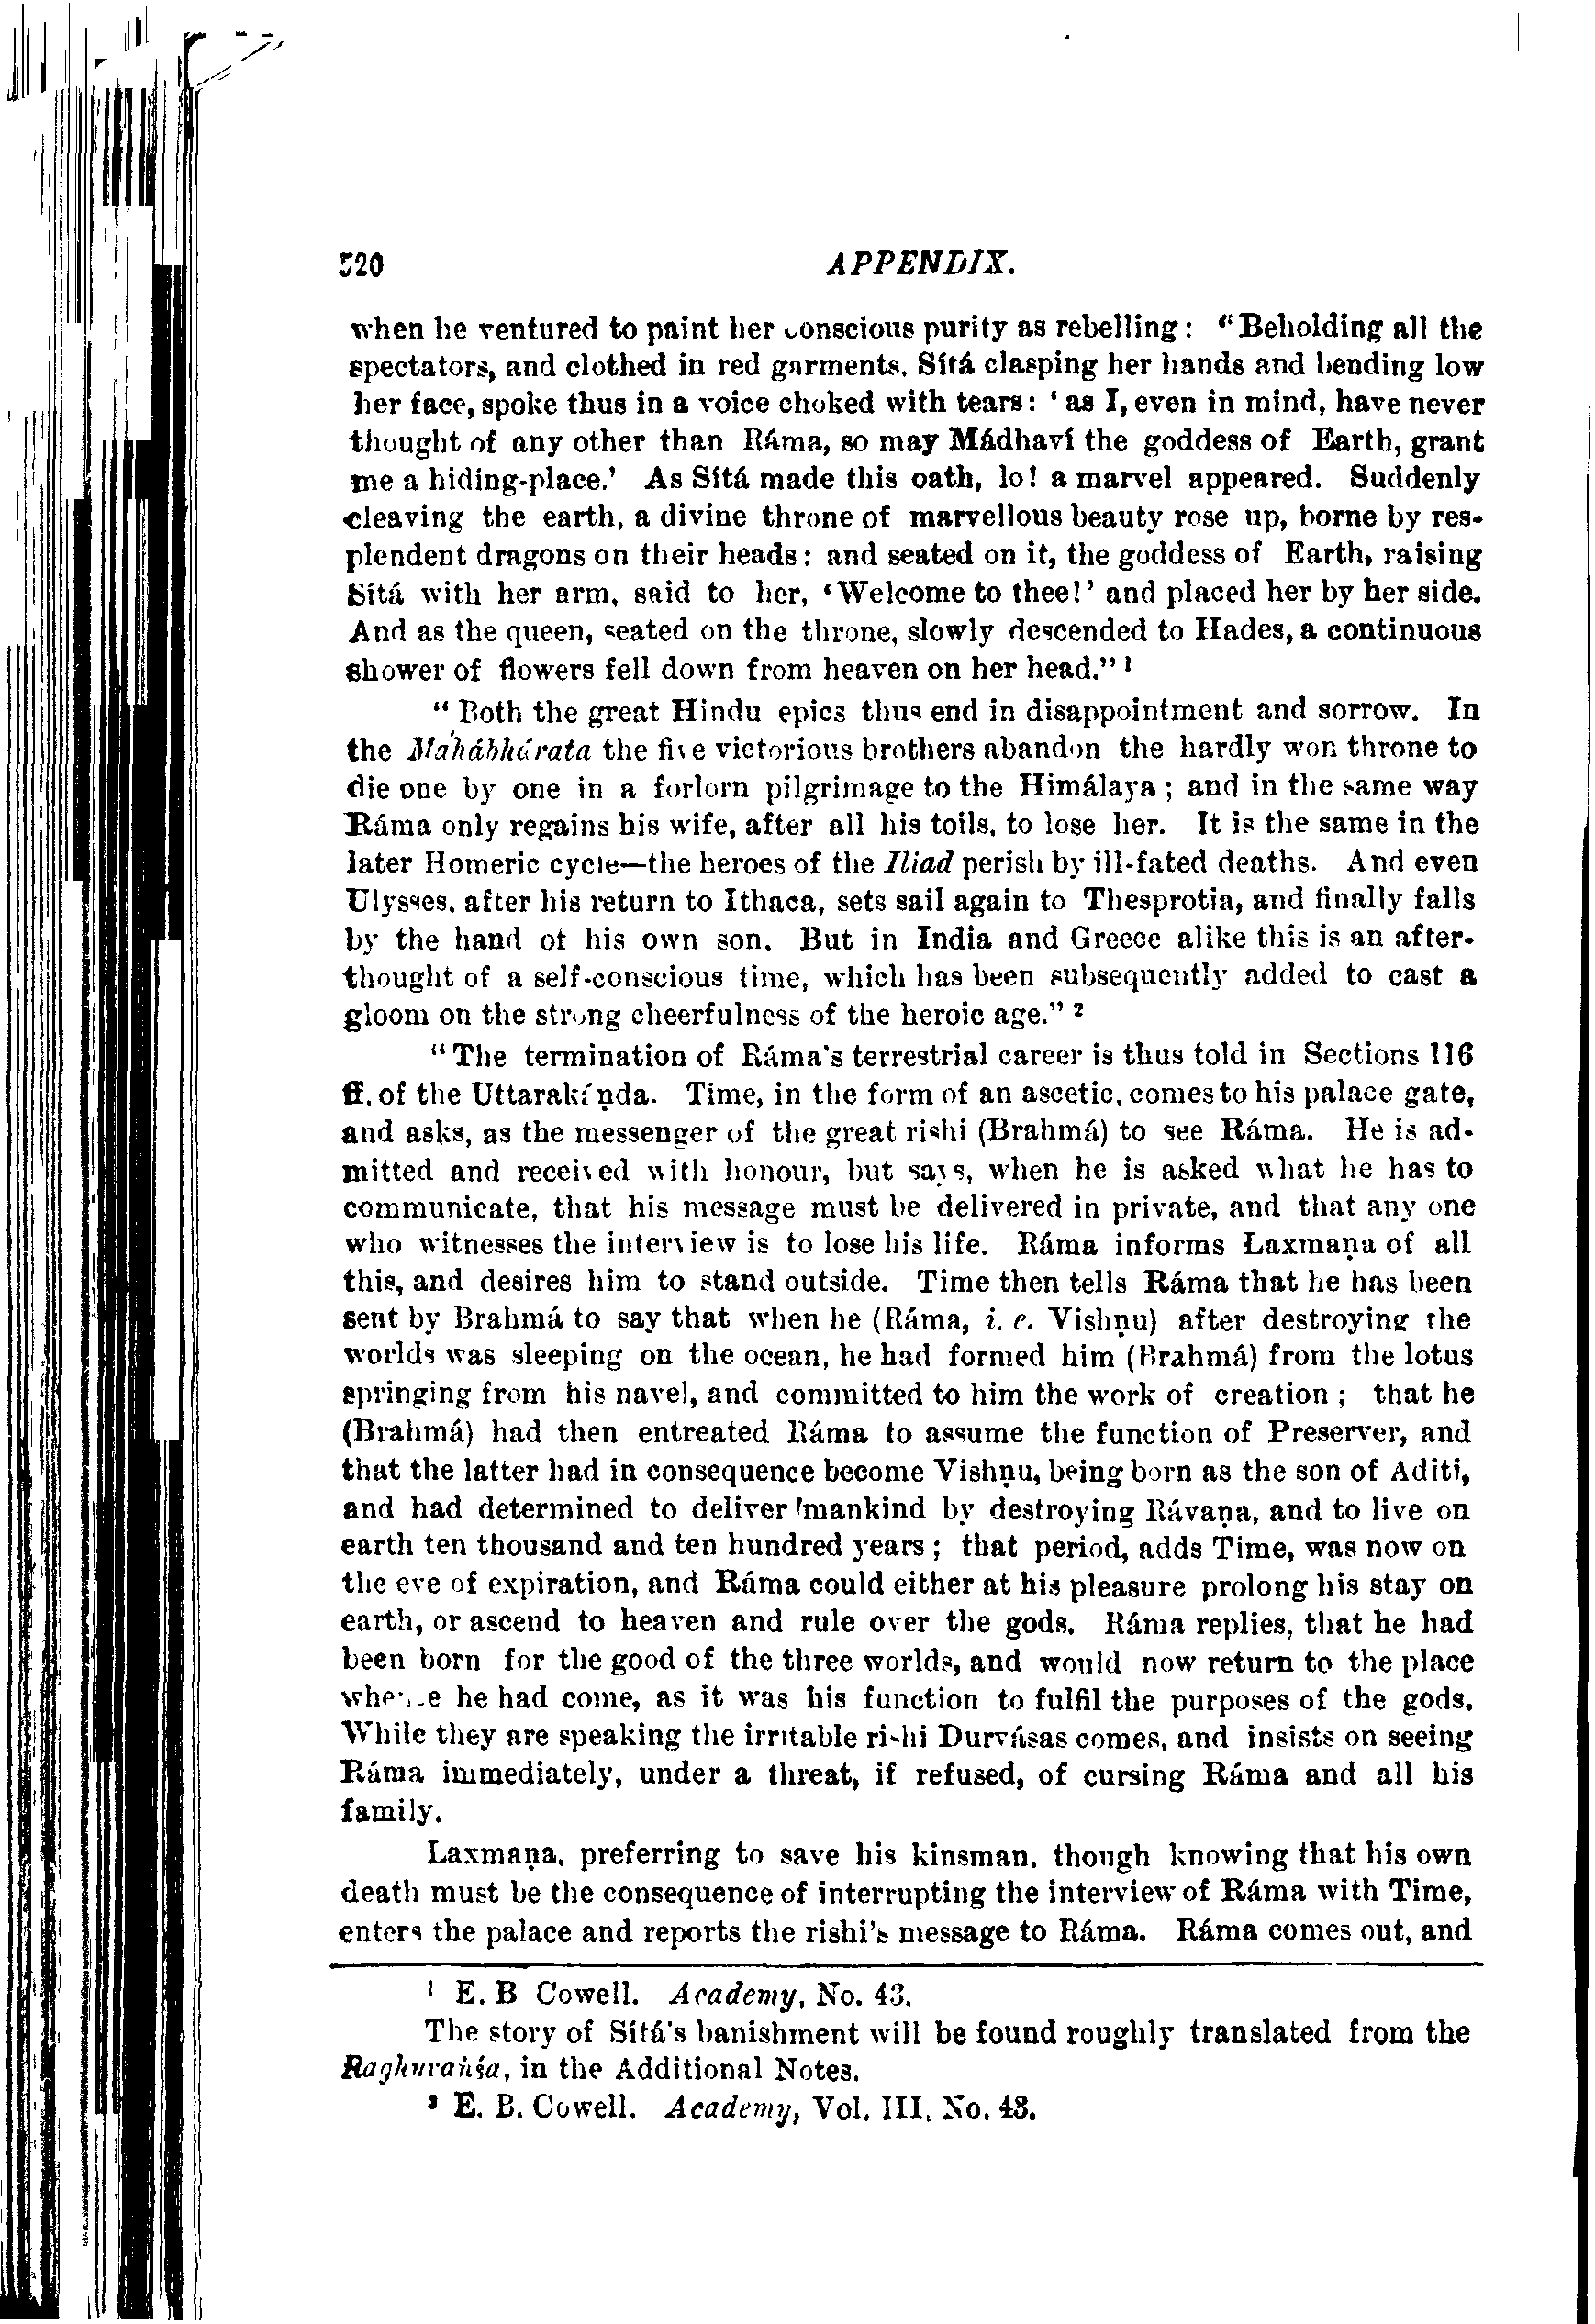 520 APPENDIX.
when he ventured to paint her conscious purity as rebelling: "Beholding all the
spectators, and clothed in red garments, Sítá clasping her hands and bending low
her face, spoke thus in a voice choked with tears: 'as I, even in mind, have never
thought of any other than Ráma, so may Mádhaví the goddess of Earth, grant
me a hiding-place.' As Sítá made this oath, lo! a marvel appeared. Suddenly
cleaving the earth, a divine throne of marvellous beauty rose up, borne by res-
plendent dragons on their heads: and seated on it, the goddess of Earth, raising
Sítá with her arm, said to her, 'Welcome to thee!' and placed her by her side.
And as the queen, seated on the throne, slowly descended to Hades, a continuous
shower of flowers fell down from heaven on her head." 1
"Both the great Hindu epics thus end in disappointment and sorrow. In
the Mahábhárata the five victorious brothers abandon the hardly won throne to
die one by one in a forlorn pilgrimage to the Himálaya; and in the same way
Ráma only regains his wife, after all his toils, to lose her. It is the same in the
later Homeric cycle—the heroes of the Iliad perish by ill-fated deaths. And even
Ulysses, after his return to Ithaca, sets sail again to Thesprotia, and finally falls
by the hand of his own son. But in India and Greece alike this is an after-
thought of a self-conscious time, which has been subsequently added to cast a
gloom on the strong cheerfulness of the heroic age." 2
"The termination of Ráma's terrestrial career is thus told in Sections 116
ff. of the Uttarakáṇda. Time, in the form of an ascetic, comes to his palace gate,
and asks, as the messenger of the great rishi (Brahmá) to see Ráma. He is ad-
mitted and received with honour, but says, when he is asked what he has to
communicate, that his message must be delivered in private, and that any one
who witnesses the interview is to lose his life. Ráma informs Laxmaṇa of all
this, and desires him to stand outside. Time then tells Ráma that he has been
sent by Brahmá to say that when he (Ráma, i. e. Vishṇu) after destroying the
worlds was sleeping on the ocean, he had formed him (Brahmá) from the lotus
springing from his navel, and committed to him the work of creation; that he
(Brahmá) had then entreated Ráma to assume the function of Preserver, and
that the latter had in consequence become Vishṇu, being born as the son of Aditi,
and had determined to deliver mankind by destroying Rávaṇa, and to live on
earth ten thousand and ten hundred years; that period, adds Time, was now on
the eve of expiration, and Ráma could either at his pleasure prolong his stay on
earth, or ascend to heaven and rule over the gods. Ráma replies, that he had
been born for the good of the three worlds, and would now return to the place
whence he had come, as it was his function to fulfil the purposes of the gods.
While they are speaking the irritable rishi Durvásas comes, and insists on seeing
Ráma immediately, under a threat, if refused, of cursing Ráma and all his
family.
Laxmaṇa, preferring to save his kinsman, though knowing that his own
death must be the consequence of interrupting the interview of Ráma with Time,
enters the palace and reports the rishi's message to Ráma. Ráma comes out, and
1 E. B Cowell. Academy, No. 43.
The story of Sítá's banishment will be found roughly translated from the
Raghuraṅśa, in the Additional Notes.
2 E. B. Cowell. Academy, Vol. III, No. 43.